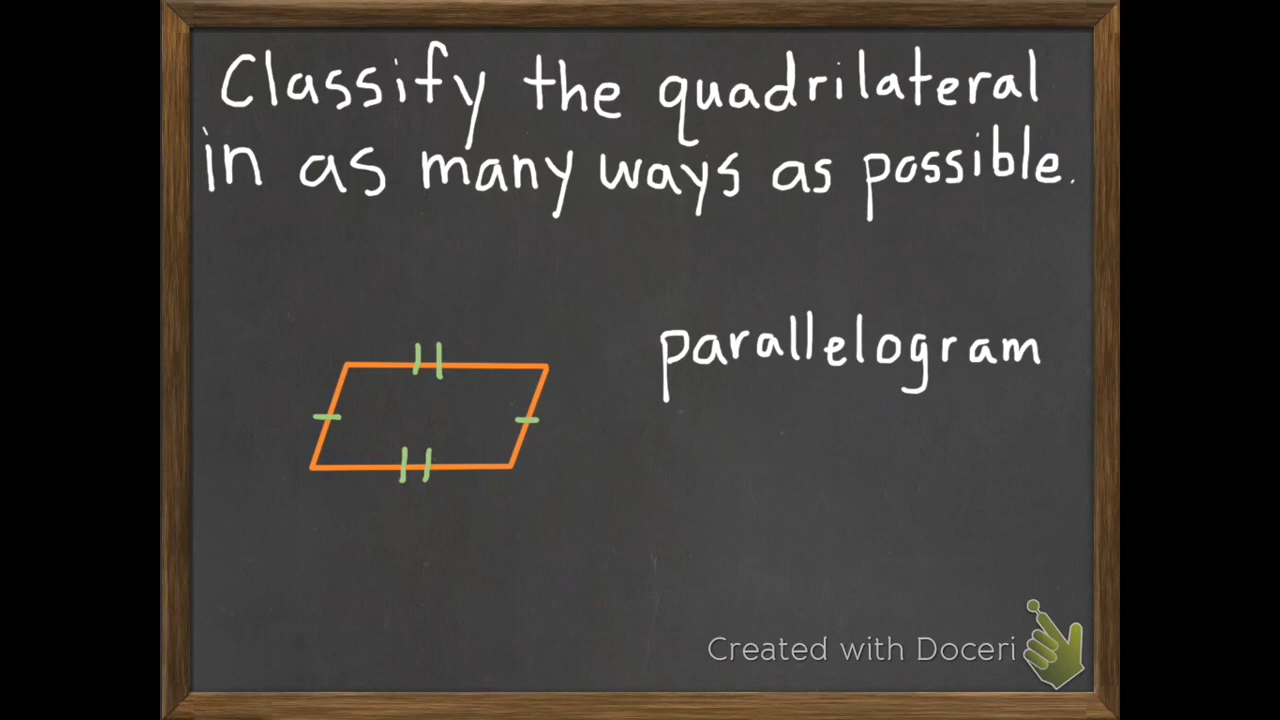 Classify the quadrilateral
in as many ways as possible.
parallelogram
Created with Doceri